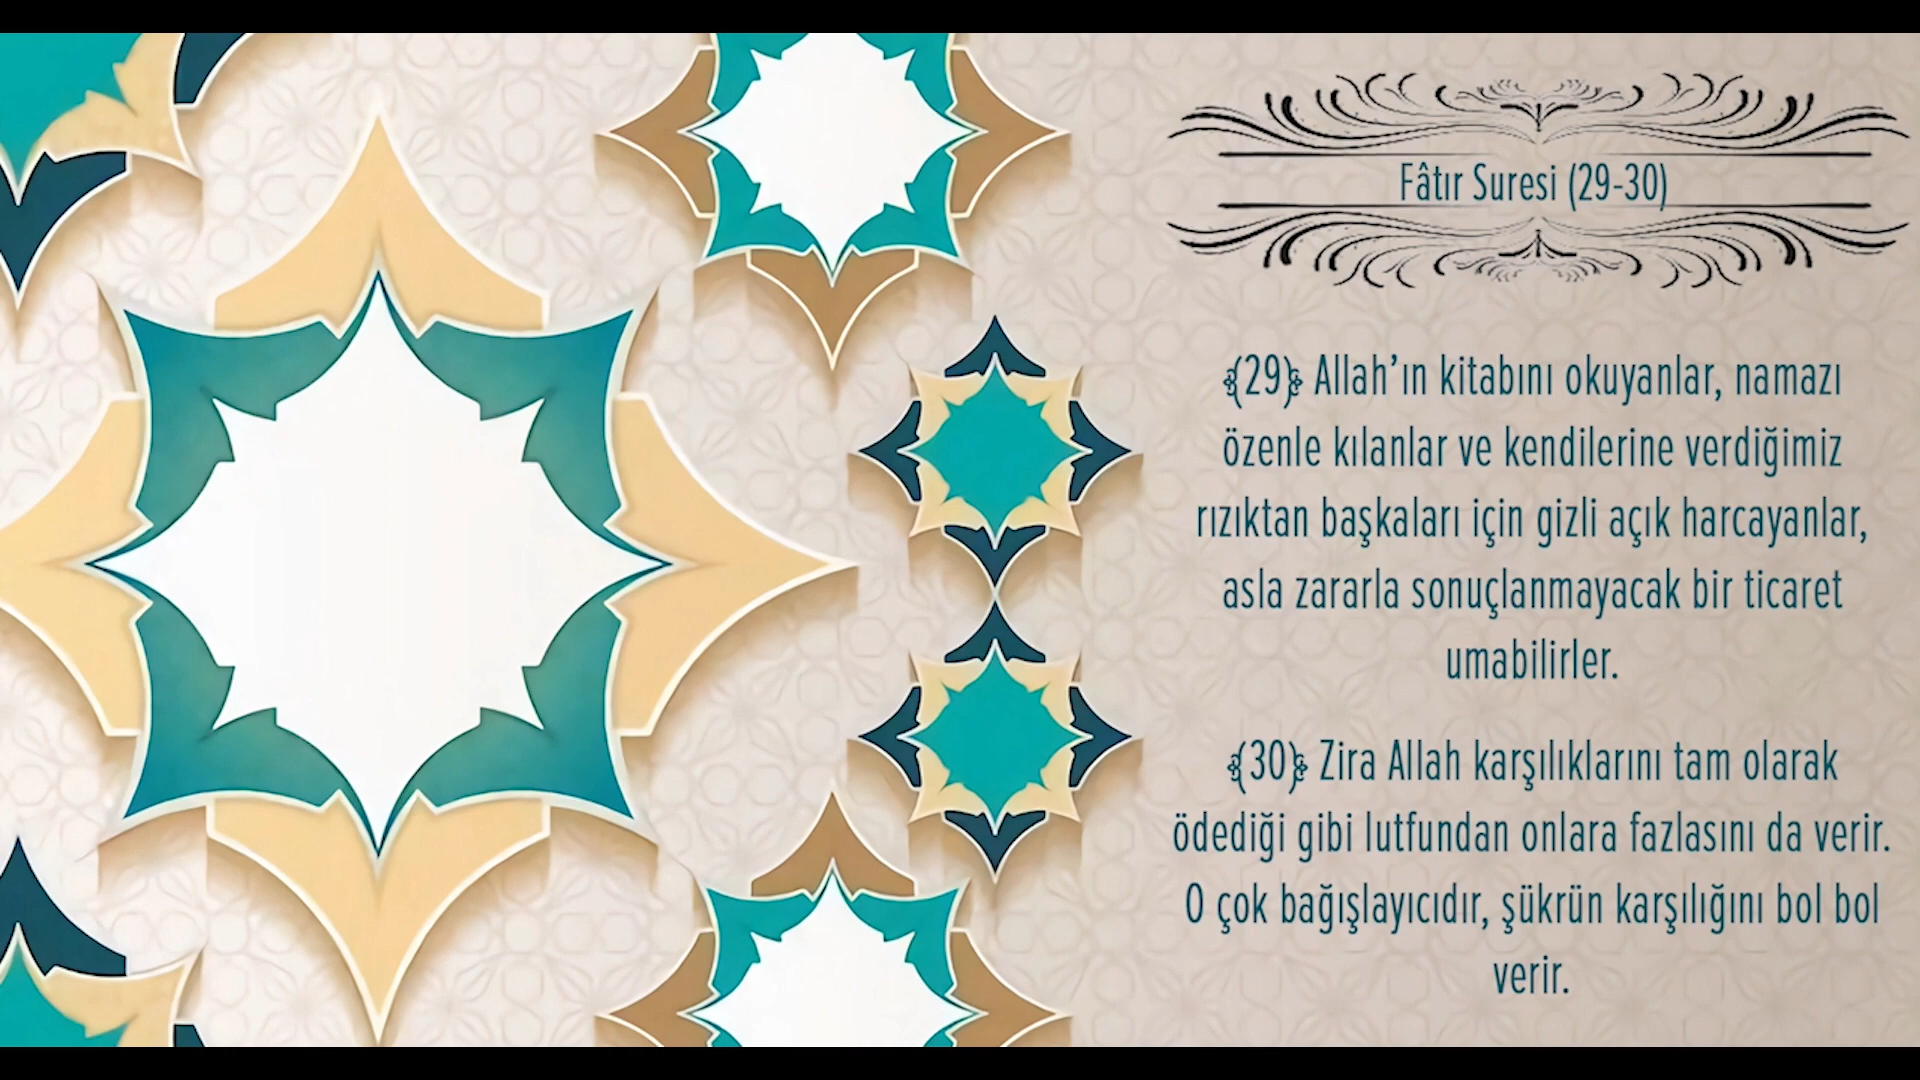 Fâtır Suresi (29-30)
﴾29﴿ Allah’ın kitabını okuyanlar, namazı
özenle kılanlar ve kendilerine verdiğimiz
rızıktan başkaları için gizli açık harcayanlar,
asla zararla sonuçlanmayacak bir ticaret
umabilirler.
﴾30﴿ Zira Allah karşılıklarını tam olarak
ödediği gibi lutfundan onlara fazlasını da verir.
O çok bağışlayıcıdır, şükrün karşılığını bol bol
verir.